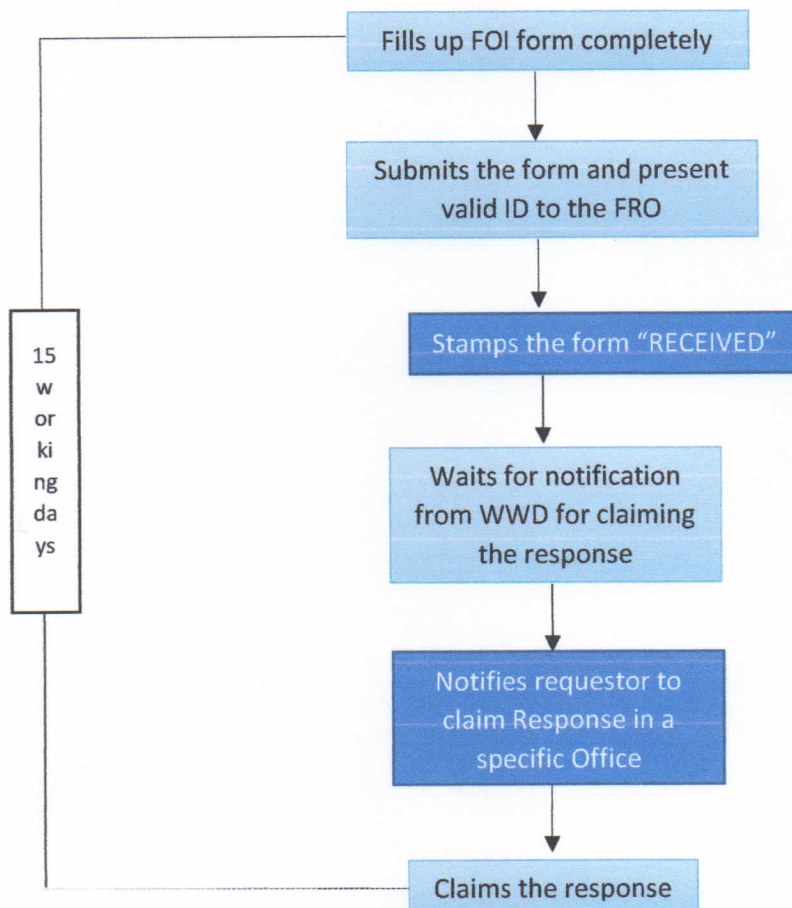 Fills up FOI form completely
Submits the form and present
valid ID to the FRO
Stamps the form “RECEIVED”
15
w
or
ki
ng
da
ys
Waits for notification
from WWD for claiming
the response
Notifies requestor to
claim Response in a
specific Office
Claims the response